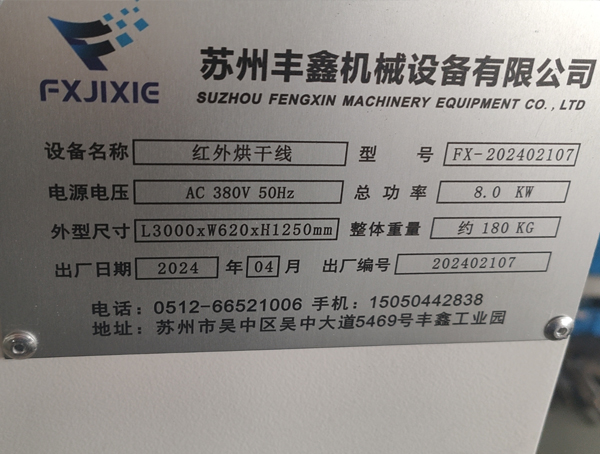 FXJIXIE
苏州丰鑫机械设备有限公司
SUZHOU FENGXIN MACHINERY EQUIPMENT CO.,LTD
设备名称 红外烘干线 型 号 FX-202402107
电源电压 AC 380V 50Hz 总 功 率 8.0 KW
外型尺寸 L3000xW620xH1250mm 整体重量 约 180 KG
出厂日期 2024 年 04 月 出厂编号 202402107
电话: 0512-66521006 手机: 15050442838
地址: 苏州市吴中区吴中大道5469号丰鑫工业园